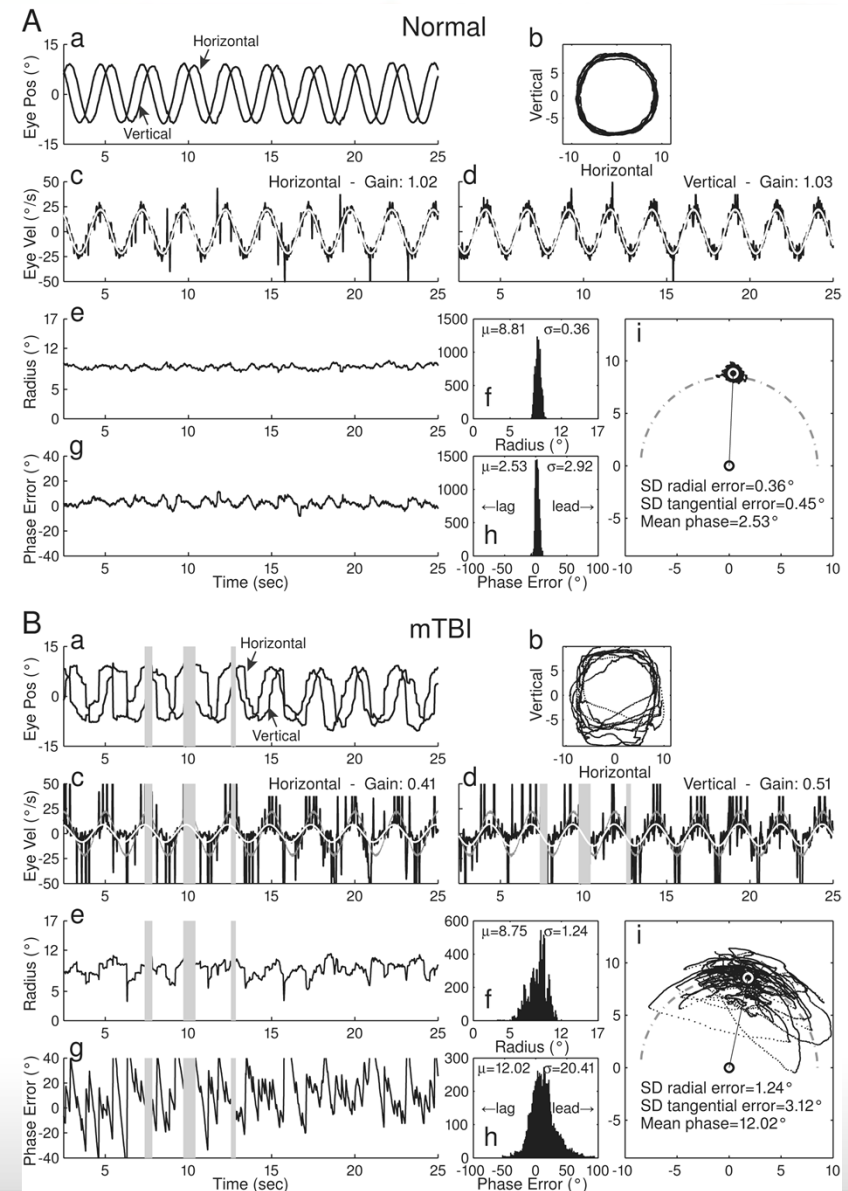 A
Normal
a
Horizontal
Vertical
Eye Pos (°)
15
0
-15
5 10 15 20 25
b
Vertical
10
5
0
-5
-10 0 10
Horizontal
c
Horizontal - Gain: 1.02
Eye Vel (°/s)
50
25
0
-25
-50
5 10 15 20 25
d
Vertical - Gain: 1.03
5 10 15 20 25
e
Radius (°)
17
12
5
0
5 10 15 20 25
f
μ=8.81 σ=0.36
1500
1000
500
0
0 5 12 17
Radius (°)
g
Phase Error (°)
40
20
0
-20
-40
5 10 15 20 25
Time (sec)
h
μ=2.53 σ=2.92
←lag lead→
1500
1000
500
0
-100 -50 0 50 100
Phase Error (°)
i
10
5
0
-5
SD radial error=0.36°
SD tangential error=0.45°
Mean phase=2.53°
-10 -5 0 5 10
B
mTBI
a
Horizontal
Vertical
Eye Pos (°)
15
0
-15
5 10 15 20 25
b
Vertical
10
5
0
-5
-10 0 10
Horizontal
c
Horizontal - Gain: 0.41
Eye Vel (°/s)
50
25
0
-25
-50
5 10 15 20 25
d
Vertical - Gain: 0.51
5 10 15 20 25
e
Radius (°)
17
12
5
0
5 10 15 20 25
f
μ=8.75 σ=1.24
600
400
200
0
0 5 12 17
Radius (°)
g
Phase Error (°)
40
20
0
-20
-40
5 10 15 20 25
Time (sec)
h
μ=12.02 σ=20.41
←lag lead→
300
200
100
0
-100 -50 0 50 100
Phase Error (°)
i
10
5
0
-5
SD radial error=1.24°
SD tangential error=3.12°
Mean phase=12.02°
-10 -5 0 5 10